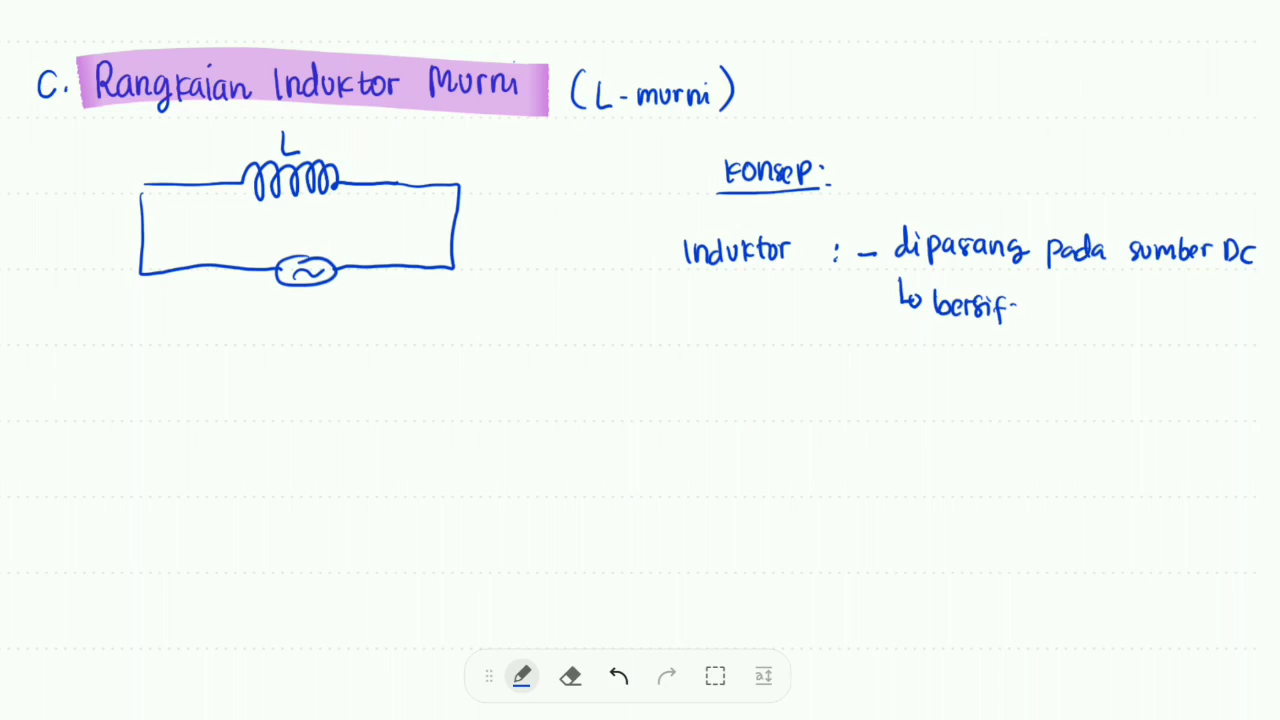 C. Rangkaian Induktor Murni (L-murni)
L
Konsep:
Induktor : - dipasang pada sumber DC
↳ bersif